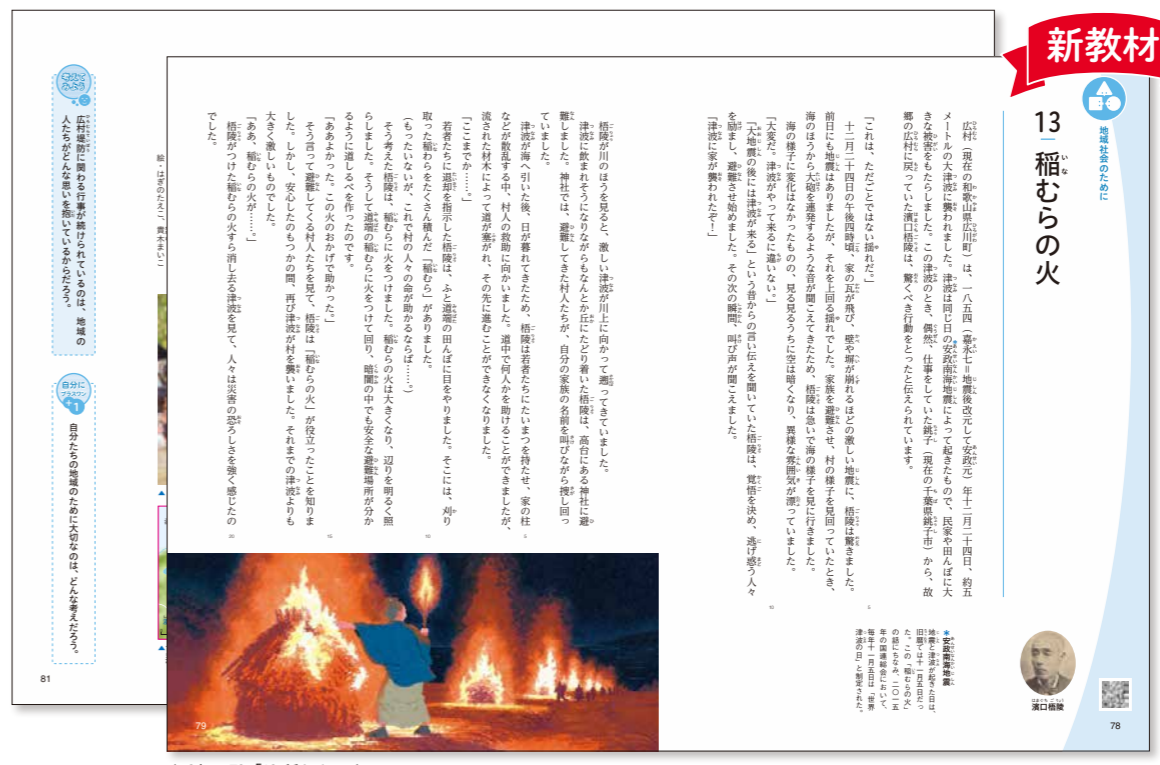 新教材
地域社会のために
13 稲むらの火
広村（現在の和歌山県広川町）は、一八五四（嘉永七＝地震後改元して安政元）年十二月二十四日、約五
メートルの大津波に襲われました。津波は同じ日の安政南海地震によって起きたもので、民家や田んぼに大
きな被害をもたらしました。この津波のとき、偶然、仕事をしていた銚子（現在の千葉県銚子市）から、故
郷の広村に戻っていた濱口梧陵は、驚くべき行動をとったと伝えられています。
「これは、ただごとではない揺れだ。」
十二月二十四日の午後四時頃、家の瓦が飛び、壁や塀が崩れるほどの激しい地震に、梧陵は驚きました。
前日にも地震はありましたが、それを上回る揺れでした。家族を避難させ、村の様子を見回っていたとき、
海のほうから大砲を連発するような音が聞こえてきたため、梧陵は急いで海の様子を見に行きました。
海の様子に変化はなかったものの、見る見るうちに空は暗くなり、異様な雰囲気が漂っていました。
「大変だ。津波がやって来るに違いない。」
「大地震の後には津波が来る」という昔からの言い伝えを聞いていた梧陵は、覚悟を決め、逃げ惑う人々
を励まし、避難させ始めました。その次の瞬間、叫び声が聞こえました。
「津波に家が襲われたぞ！」
＊安政南海地震
地震と津波が起きた日は、
旧暦では十一月五日だっ
た。この「稲むらの火」
の話にちなみ、二〇一五
年の国連総会において、
毎年十一月五日は「世界
津波の日」と制定された。
濱口梧陵
78
梧陵が川のほうを見ると、激しい津波が川上に向かって遡ってきていました。
津波に飲まれそうになりながらもなんとか丘にたどり着いた梧陵は、高台にある神社に避
難しました。神社では、避難してきた村人たちが、自分の家族の名前を叫びながら捜し回っ
ていました。
津波が海へ引いた後、日が暮れてきたため、梧陵は若者たちにたいまつを持たせ、家の柱
などが散乱する中、村人の救助に向かいました。道中で何人かを助けることができましたが、
流された材木によって道が塞がれ、その先に進むことができなくなりました。
「ここまでか……。」
若者たちに退却を指示した梧陵は、ふと道端の田んぼに目をやりました。そこには、刈り
取った稲わらをたくさん積んだ「稲むら」がありました。
（もったいないが、これで村の人々の命が助かるならば……。）
そう考えた梧陵は、稲むらに火をつけました。稲むらの火は大きくなり、辺りを明るく照
らしました。そうして道端の稲むらに火をつけて回り、暗闇の中でも安全な避難場所が分か
るように道しるべを作ったのです。
「ああよかった。この火のおかげで助かった。」
そう言って避難してくる村人たちを見て、梧陵は「稲むらの火」が役立ったことを知りま
した。しかし、安心したのもつかの間、再び津波が村を襲いました。それまでの津波よりも
大きく激しいものでした。
「ああ、稲むらの火が……。」
梧陵がつけた稲むらの火すら消し去る津波を見て、人々は災害の恐ろしさを強く感じたの
でした。
79
絵・はぎのたえこ、貴木まいこ
考えてみよう
広村堤防に関わる行事が続けられているのは、地域の
人たちがどんな思いを抱いているからだろう。
自分にプラスワン
+1
自分たちの地域のために大切なのは、どんな考えだろう。
81